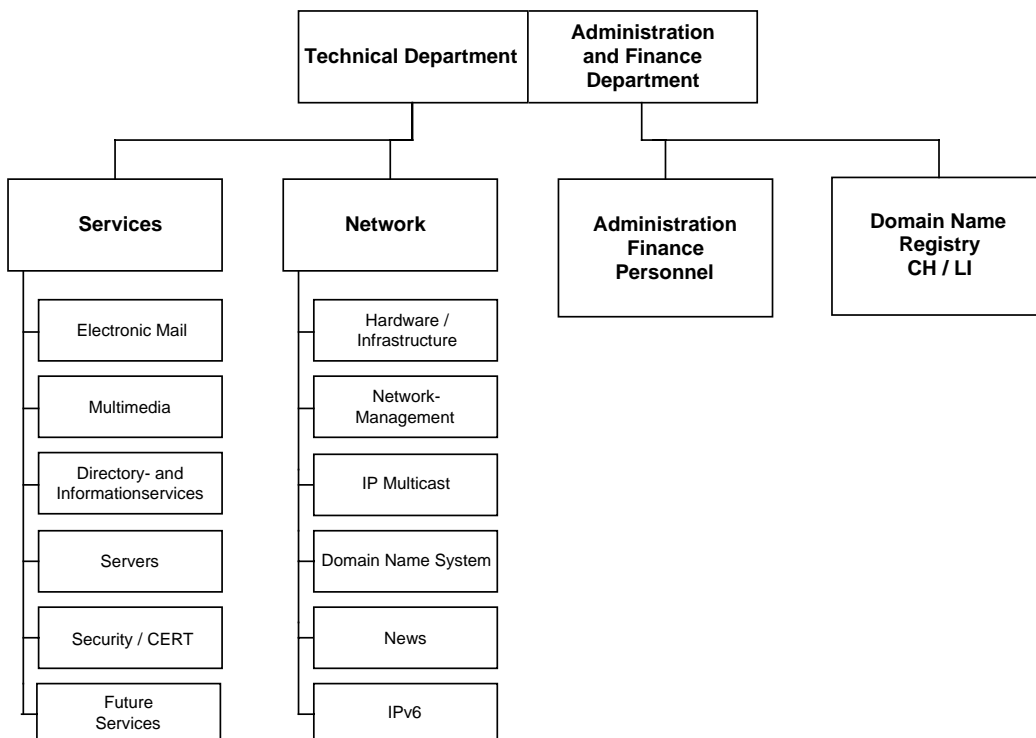 Technical Department
Administration
and Finance
Department
Services
Network
Administration
Finance
Personnel
Domain Name
Registry
CH / LI
Electronic Mail
Multimedia
Directory- and
Informationservices
Servers
Security / CERT
Future
Services
Hardware /
Infrastructure
Network-
Management
IP Multicast
Domain Name System
News
IPv6